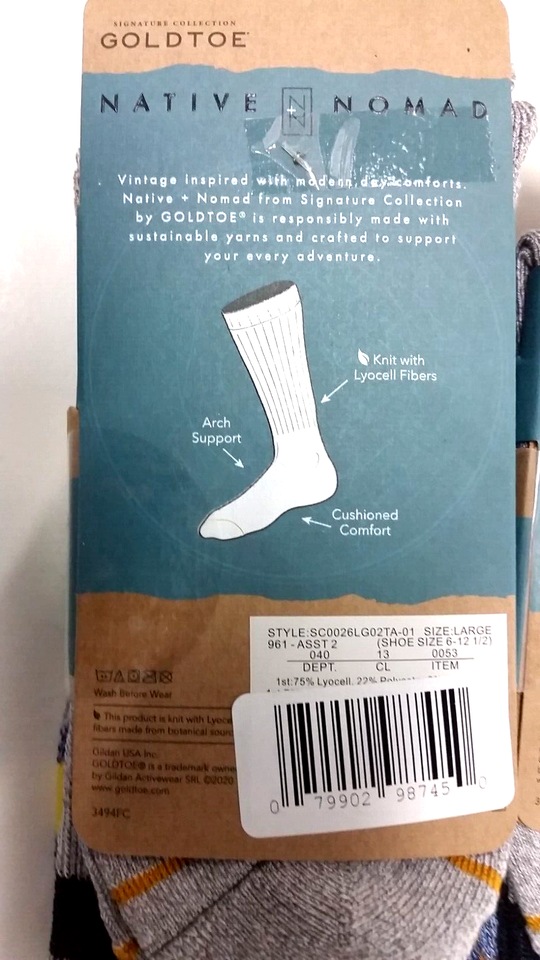 SIGNATURE COLLECTION
GOLDTOE®
NATIVE N+N NOMAD
Vintage inspired with modern day comforts.
Native + Nomad from Signature Collection
by GOLDTOE® is responsibly made with
sustainable yarns and crafted to support
your every adventure.
Knit with
Lyocell Fibers
Arch
Support
Cushioned
Comfort
STYLE:SC0026LG02TA-01 SIZE:LARGE
961 - ASST 2 (SHOE SIZE 6-12 1/2)
040 13 0053
DEPT. CL ITEM
1st:75% Lyocell, 22%
Wash Before Wear
This product is knit with
fibers made from botanical
Gildan USA Inc.
GOLDTOE® is a trademark
by Gildan Activewear SRL ©2020
www.goldtoe.com
3494FC
0 79902 98745 0